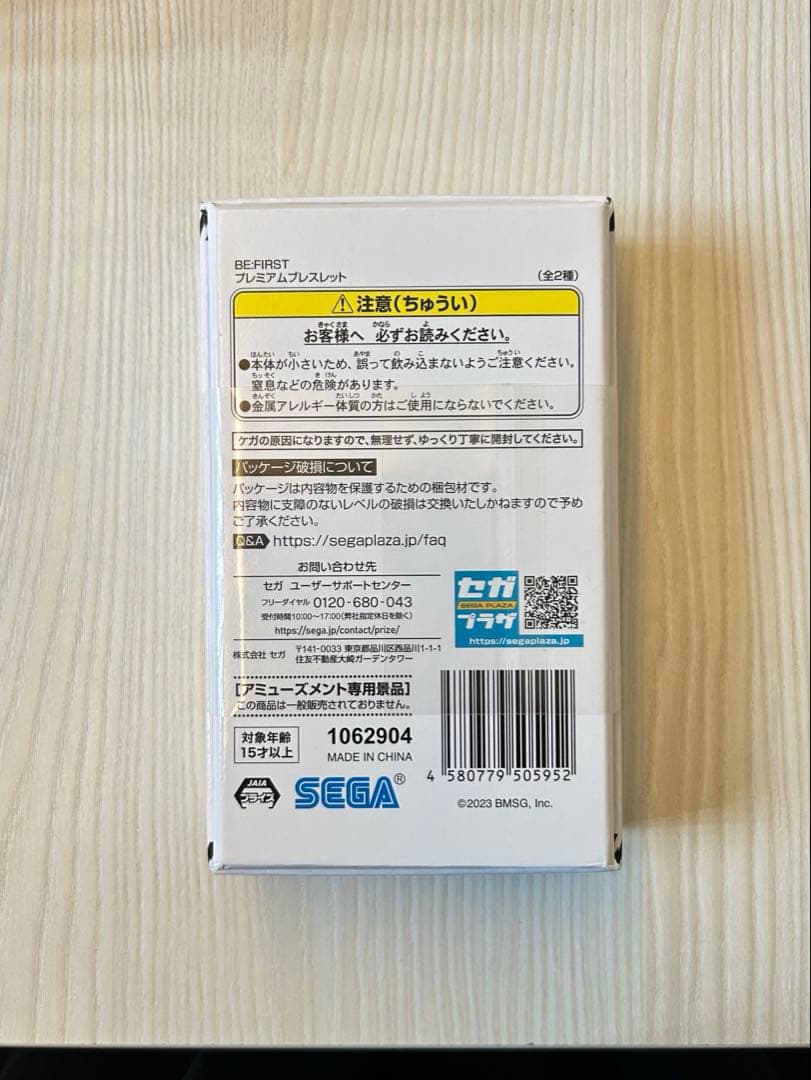 BE:FIRST
プレミアムブレスレット
(全2種)
⚠注意(ちゅうい)
お客様へ 必ずお読みください。
●本体が小さいため、誤って飲み込まないようご注意ください。
窒息などの危険があります。
●金属アレルギー体質の方はご使用にならないでください。
ケガの原因になりますので、無理せず、ゆっくり丁寧に開封してください。
パッケージ破損について
パッケージは内容物を保護するための梱包材です。
内容物に支障のないレベルの破損は交換いたしかねますので予め
ご了承ください。
Q&A https://segaplaza.jp/faq
お問い合わせ先
セガ ユーザーサポートセンター
フリーダイヤル 0120-680-043
受付時間10:00~17:00(弊社指定休日を除く)
https://sega.jp/contact/prize/
株式会社 セガ 〒141-0033 東京都品川区西品川1-1-1
住友不動産大崎ガーデンタワー
セガ
SEGA PLAZA
プラザ
https://segaplaza.jp
[アミューズメント専用景品]
この商品は一般販売されておりません。
対象年齢
15才以上
1062904
MADE IN CHINA
JAIA
プライズ
SEGA®
4 580779 505952
©2023 BMSG, Inc.